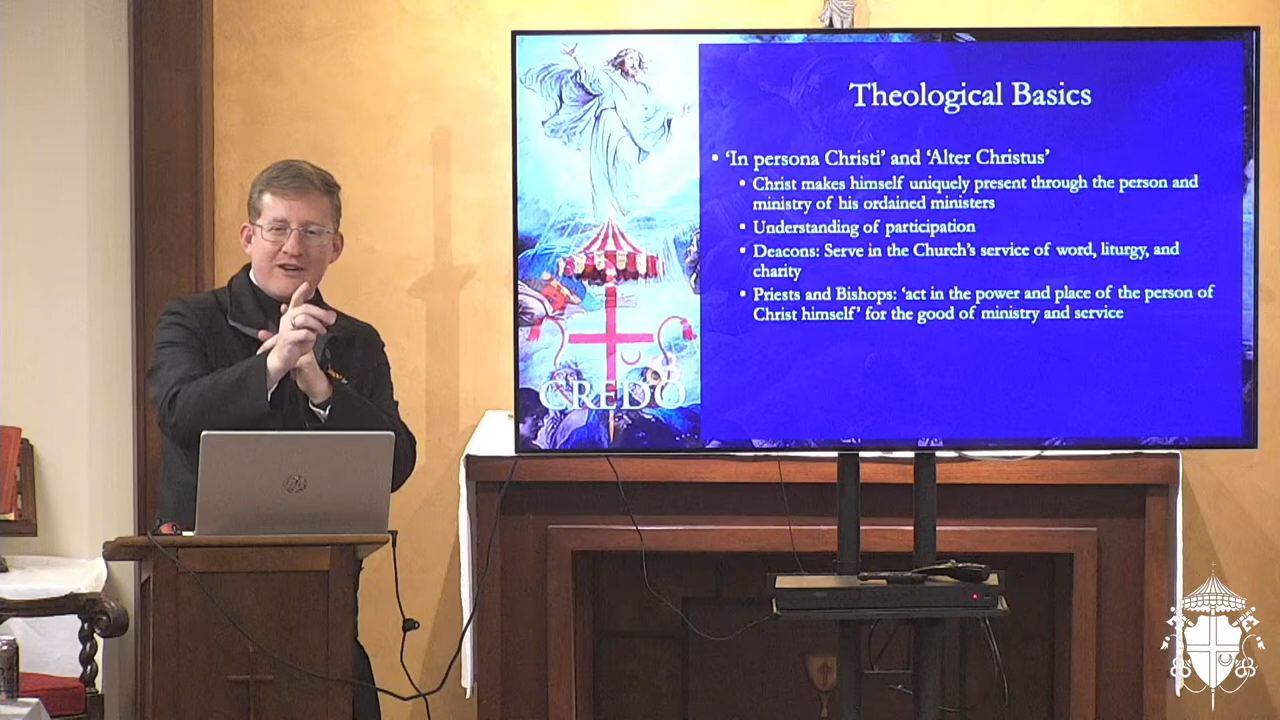 Theological Basics
• ‘In persona Christi’ and ‘Alter Christus’
• Christ makes himself uniquely present through the person and
ministry of his ordained ministers
• Understanding of participation
• Deacons: Serve in the Church’s service of word, liturgy, and
charity
• Priests and Bishops: ‘act in the power and place of the person of
Christ himself’ for the good of ministry and service
CREDO